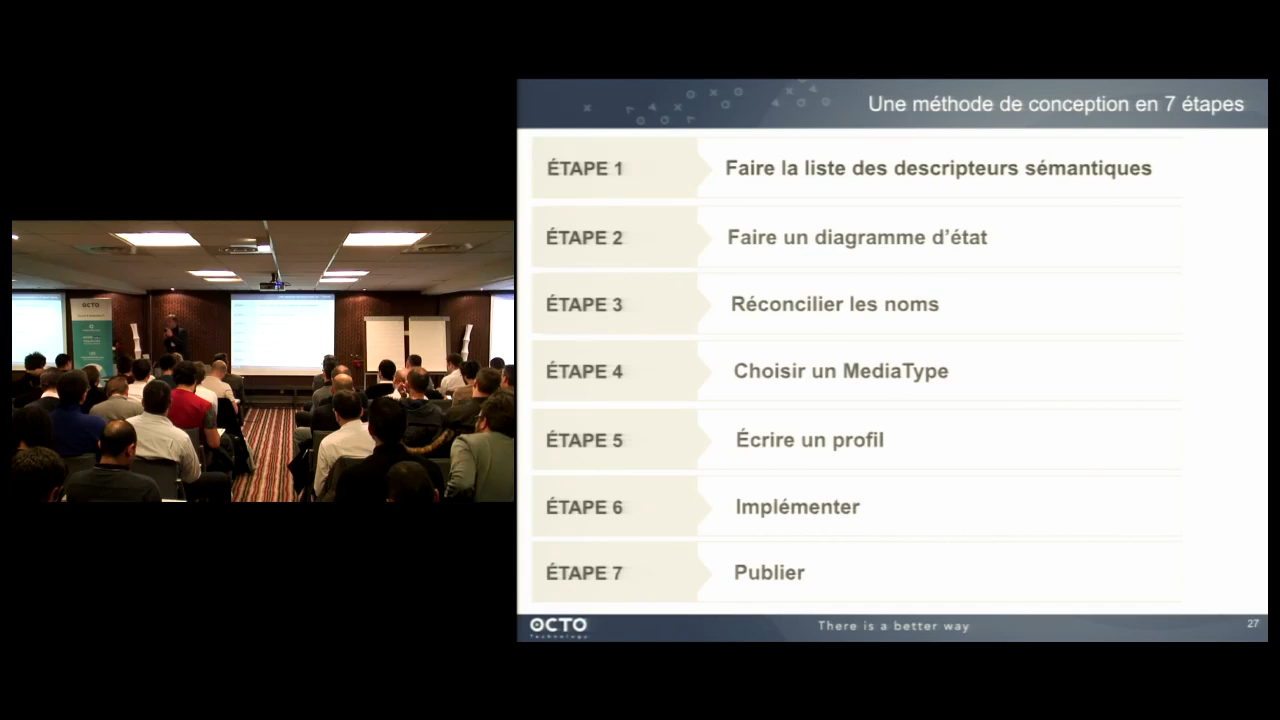 Une méthode de conception en 7 étapes
ÉTAPE 1 Faire la liste des descripteurs sémantiques
ÉTAPE 2 Faire un diagramme d'état
ÉTAPE 3 Réconcilier les noms
ÉTAPE 4 Choisir un MediaType
ÉTAPE 5 Écrire un profil
ÉTAPE 6 Implémenter
ÉTAPE 7 Publier
OCTO
Technology
There is a better way
27
OCTO